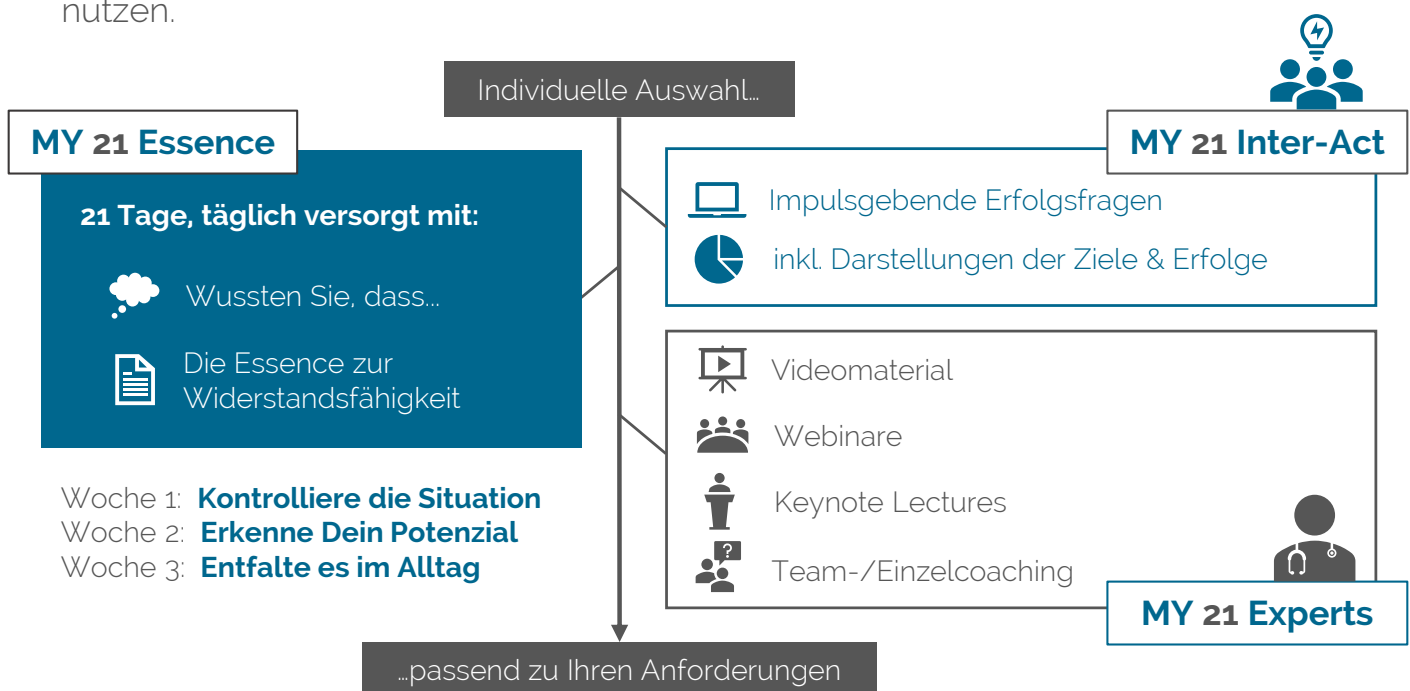 nutzen.
Individuelle Auswahl…
MY 21 Essence
21 Tage, täglich versorgt mit:
Wussten Sie, dass...
Die Essence zur
Widerstandsfähigkeit
Woche 1: Kontrolliere die Situation
Woche 2: Erkenne Dein Potenzial
Woche 3: Entfalte es im Alltag
MY 21 Inter-Act
Impulsgebende Erfolgsfragen
inkl. Darstellungen der Ziele & Erfolge
Videomaterial
Webinare
Keynote Lectures
?
Team-/Einzelcoaching
MY 21 Experts
…passend zu Ihren Anforderungen